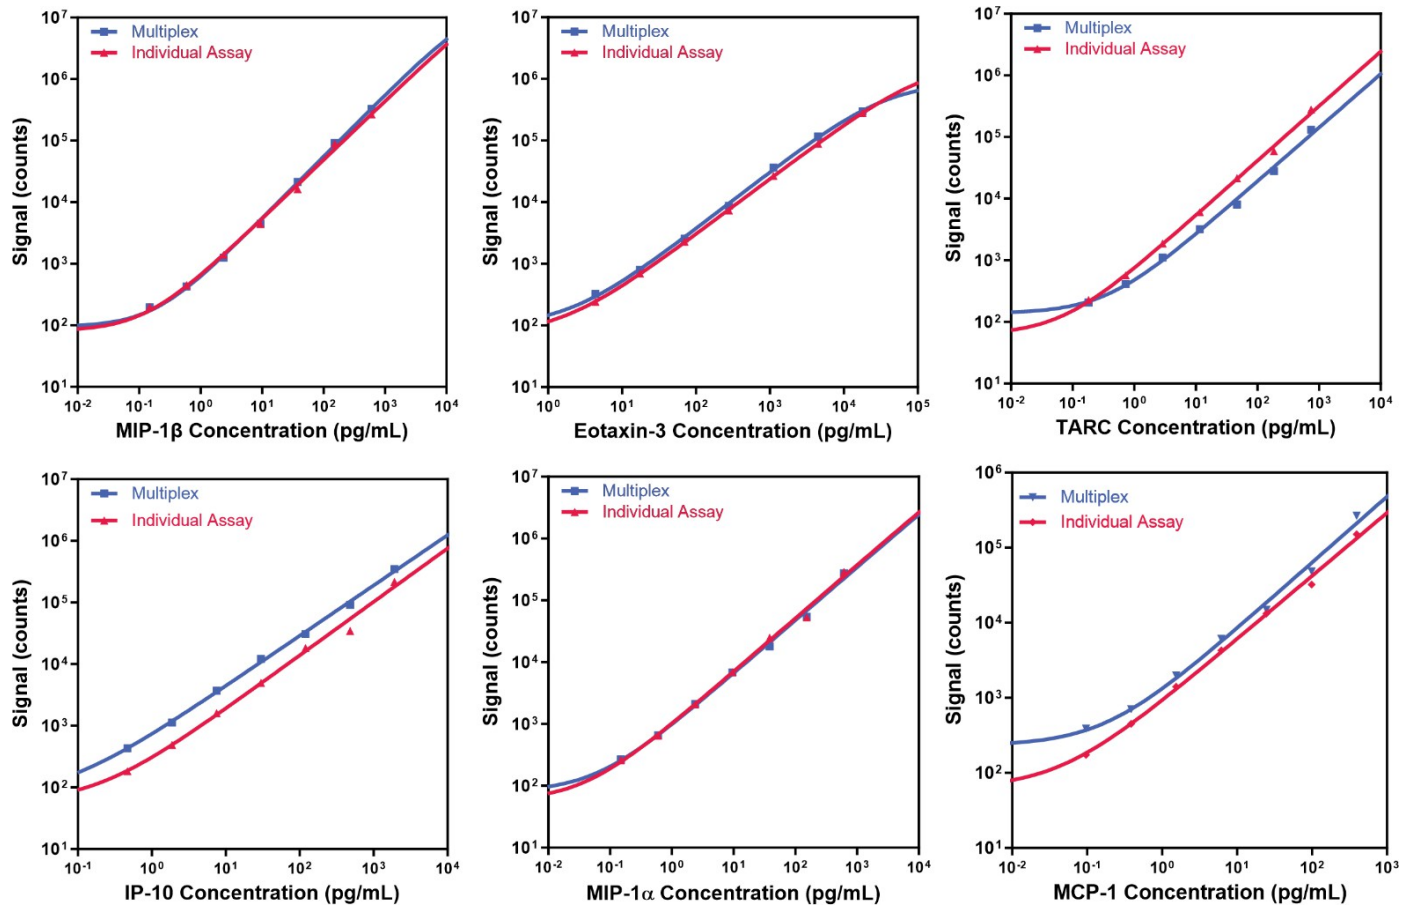 10⁷
10⁶
10⁵
10⁴
10³
10²
10¹
Signal (counts)
Multiplex
Individual Assay
10⁻² 10⁻¹ 10⁰ 10¹ 10² 10³ 10⁴
MIP-1β Concentration (pg/mL)
10⁷
10⁶
10⁵
10⁴
10³
10²
10¹
Signal (counts)
Multiplex
Individual Assay
10⁰ 10¹ 10² 10³ 10⁴ 10⁵
Eotaxin-3 Concentration (pg/mL)
10⁷
10⁶
10⁵
10⁴
10³
10²
10¹
Signal (counts)
Multiplex
Individual Assay
10⁻² 10⁻¹ 10⁰ 10¹ 10² 10³ 10⁴
TARC Concentration (pg/mL)
10⁷
10⁶
10⁵
10⁴
10³
10²
10¹
Signal (counts)
Multiplex
Individual Assay
10⁻¹ 10⁰ 10¹ 10² 10³ 10⁴
IP-10 Concentration (pg/mL)
10⁷
10⁶
10⁵
10⁴
10³
10²
10¹
Signal (counts)
Multiplex
Individual Assay
10⁻² 10⁻¹ 10⁰ 10¹ 10² 10³ 10⁴
MIP-1α Concentration (pg/mL)
10⁶
10⁵
10⁴
10³
10²
10¹
Signal (counts)
Multiplex
Individual Assay
10⁻² 10⁻¹ 10⁰ 10¹ 10² 10³
MCP-1 Concentration (pg/mL)